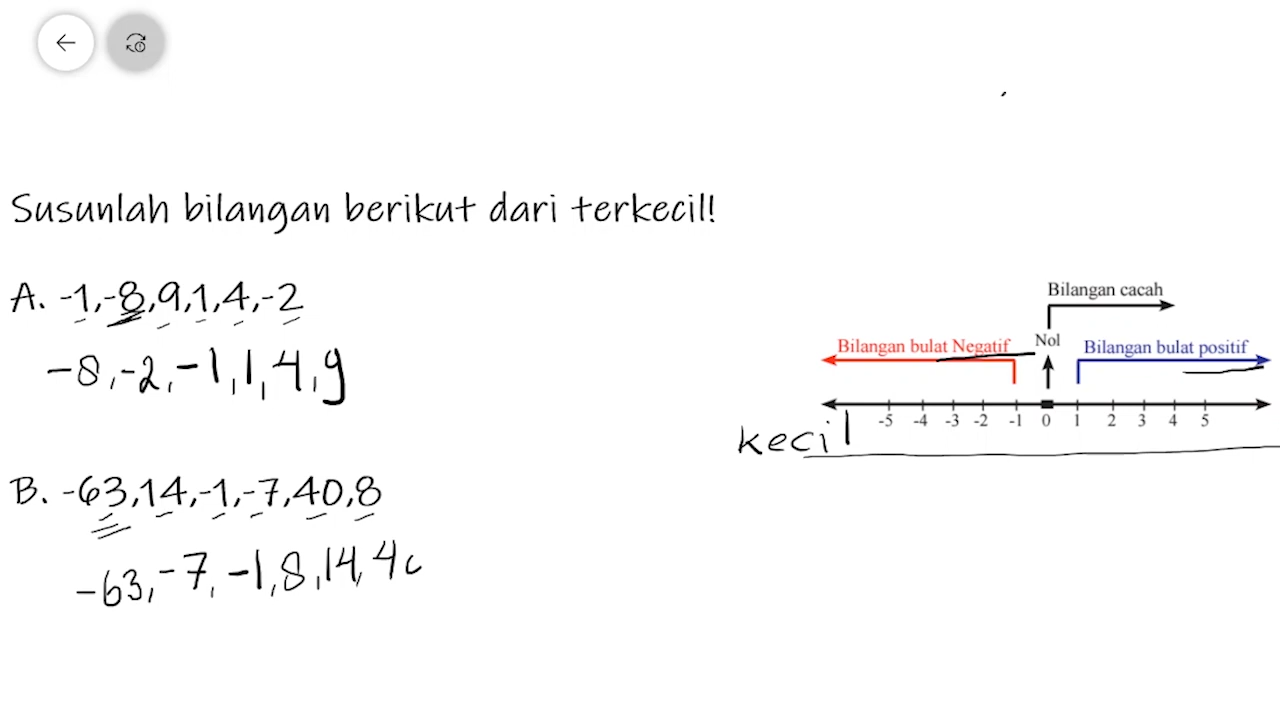 Susunlah bilangan berikut dari terkecil!
A. -1,-8,9,1,4,-2
-8,-2,-1,1,4,9
B. -63,14,-1,-7,40,8
-63,-7,-1,8,14,4c
Bilangan cacah
Bilangan bulat Negatif Nol Bilangan bulat positif
-5 -4 -3 -2 -1 0 1 2 3 4 5
kecil